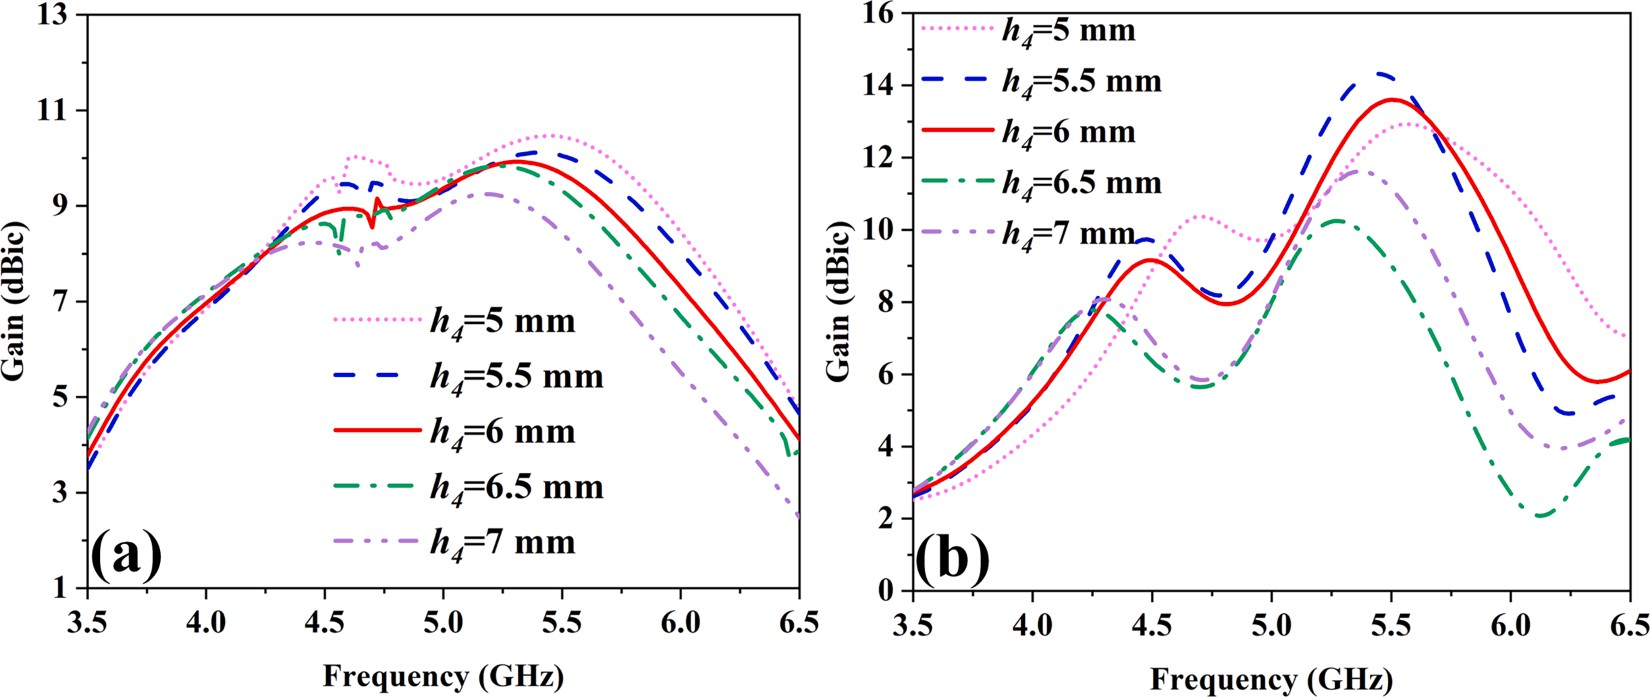 13
11
9
7
5
3
1
Gain (dBic)
h4=5 mm
h4=5.5 mm
h4=6 mm
h4=6.5 mm
h4=7 mm
(a)
3.5 4.0 4.5 5.0 5.5 6.0 6.5
Frequency (GHz)
16
14
12
10
8
6
4
2
0
Gain (dBic)
h4=5 mm
h4=5.5 mm
h4=6 mm
h4=6.5 mm
h4=7 mm
(b)
3.5 4.0 4.5 5.0 5.5 6.0 6.5
Frequency (GHz)